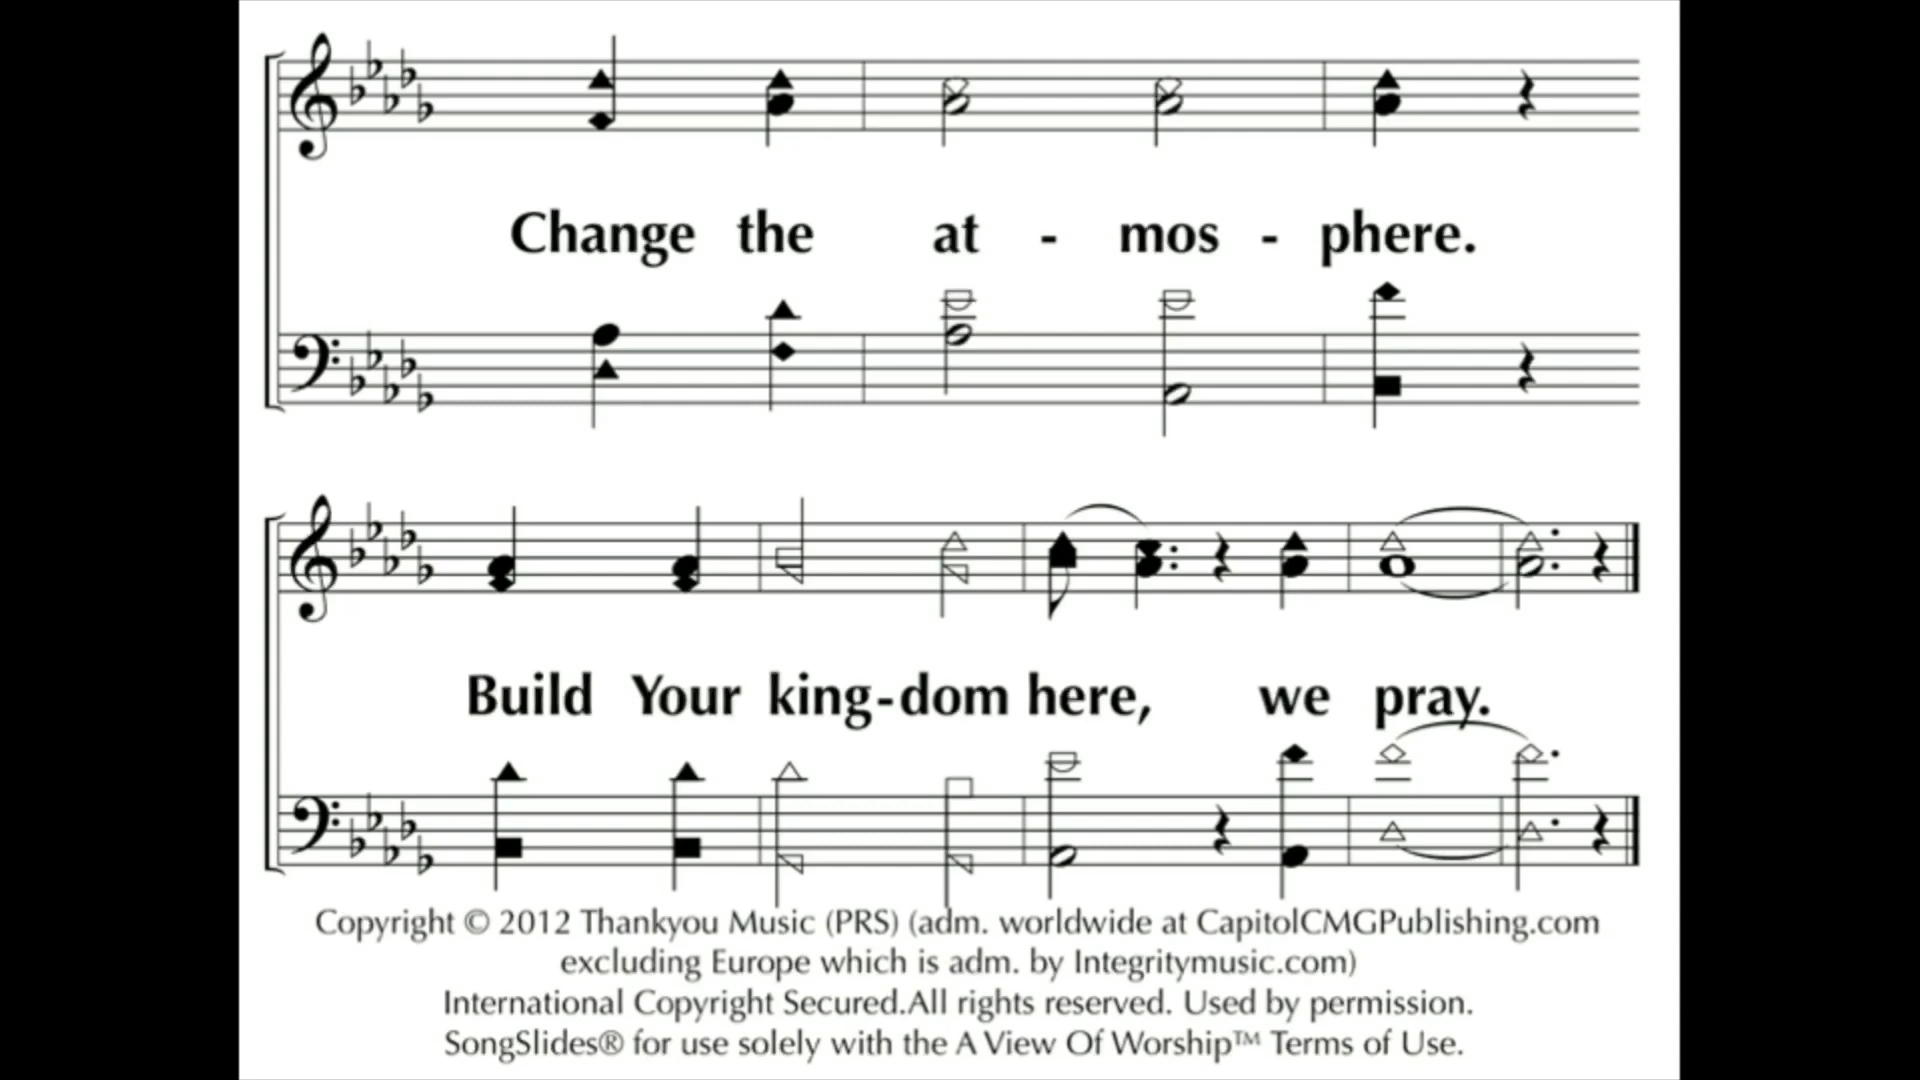 Change the at - mos - phere.
Build Your king-dom here, we pray.
Copyright © 2012 Thankyou Music (PRS) (adm. worldwide at CapitolCMGPublishing.com
excluding Europe which is adm. by Integritymusic.com)
International Copyright Secured.All rights reserved. Used by permission.
SongSlides® for use solely with the A View Of Worship™ Terms of Use.